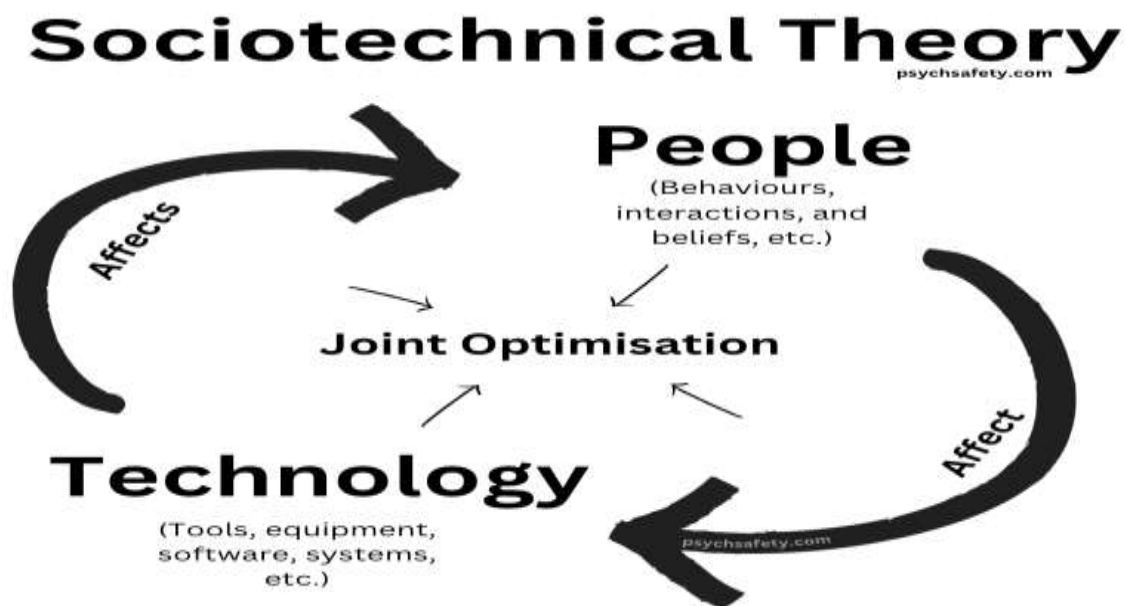 Sociotechnical Theory
psychsafety.com
People
(Behaviours,
interactions, and
beliefs, etc.)
Affects
Joint Optimisation
Affect
Technology
(Tools, equipment,
software, systems,
etc.)
psychsafety.com